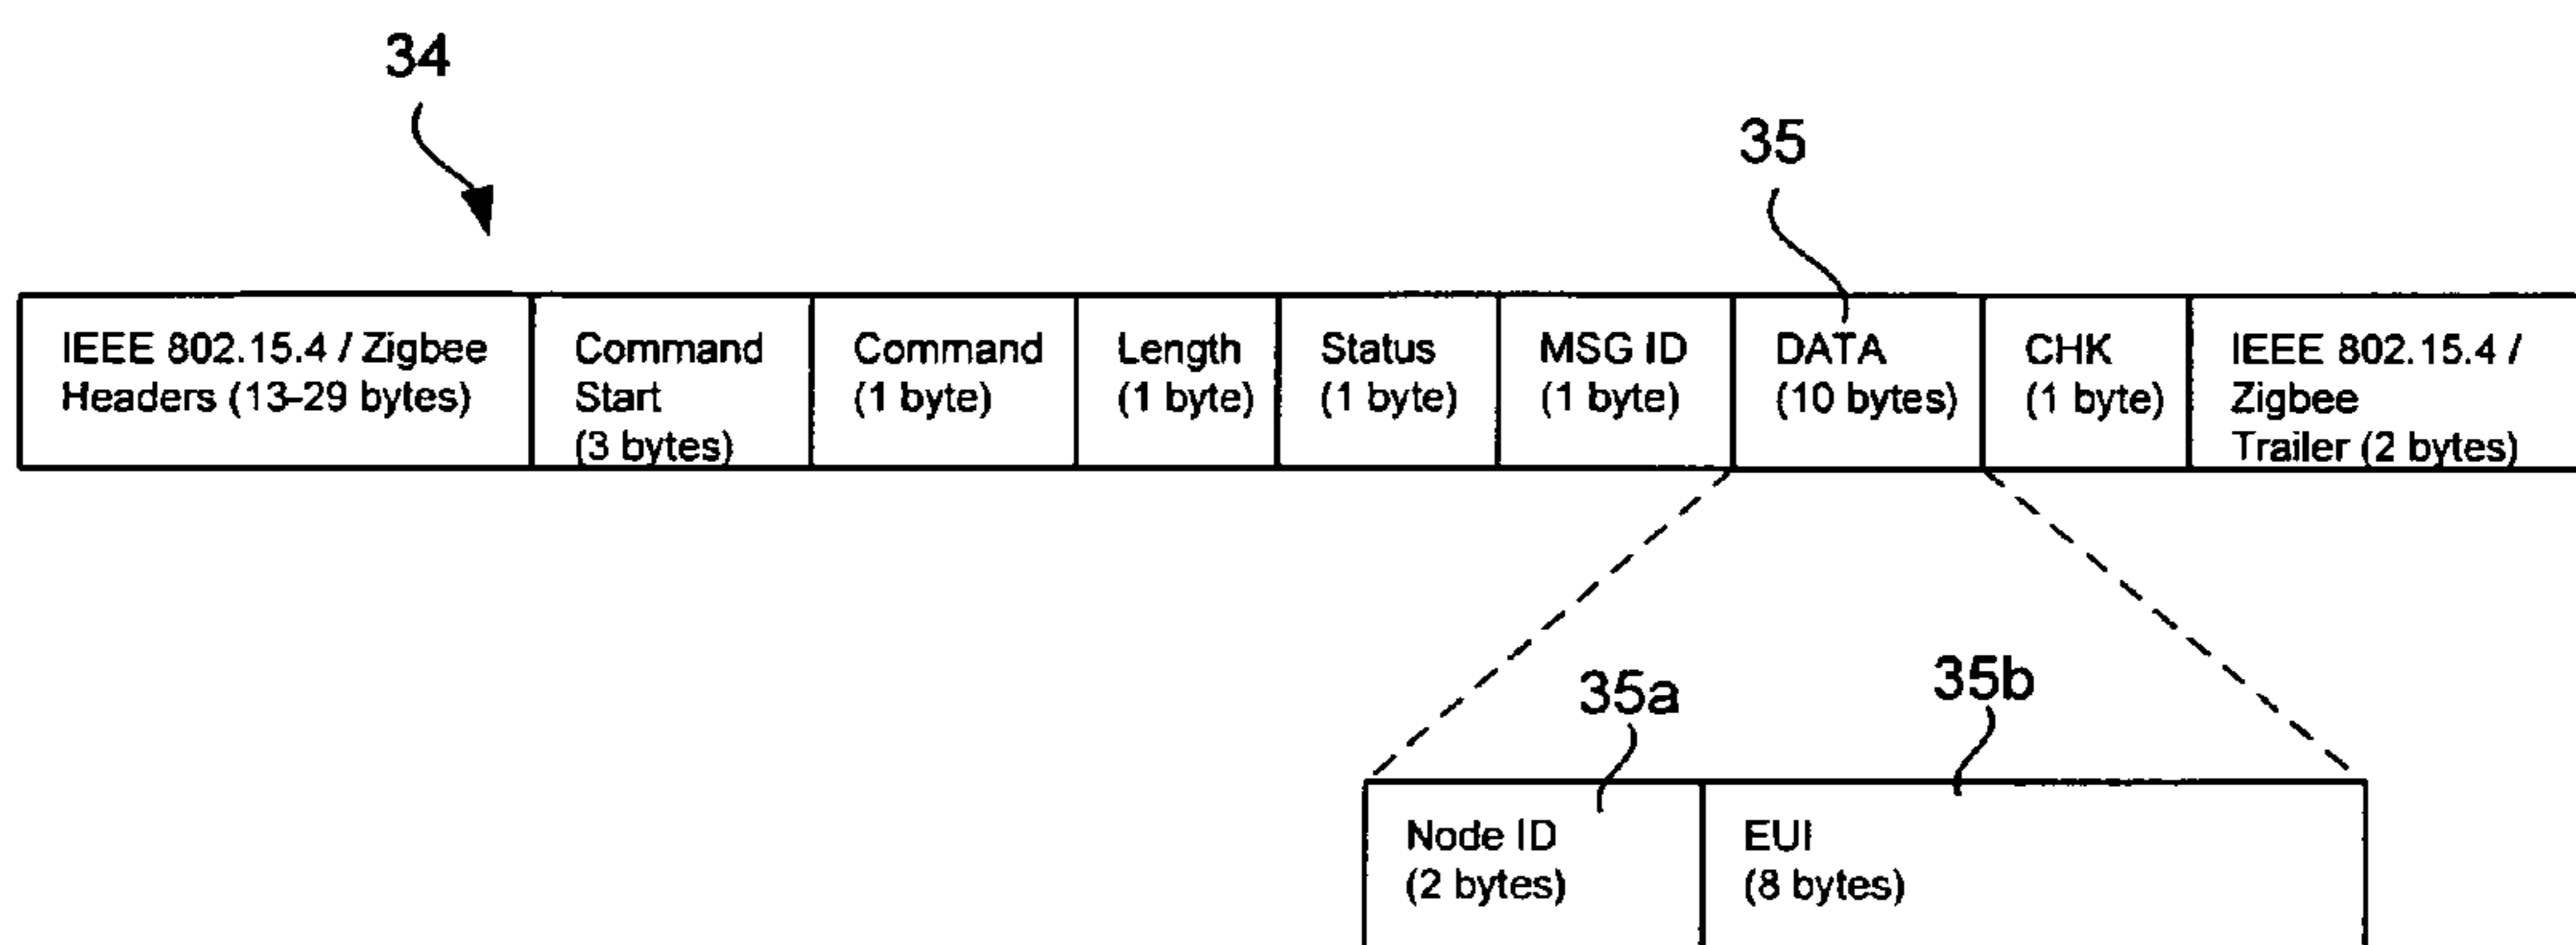 34
35
IEEE 802.15.4 / Zigbee
Headers (13–29 bytes)
Command
Start
(3 bytes)
Command
(1 byte)
Length
(1 byte)
Status
(1 byte)
MSG ID
(1 byte)
DATA
(10 bytes)
CHK
(1 byte)
IEEE 802.15.4 /
Zigbee
Trailer (2 bytes)
35a
35b
Node ID
(2 bytes)
EUI
(8 bytes)